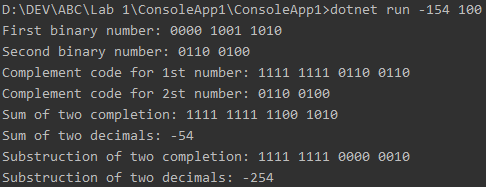 D:\DEV\ABC\Lab 1\ConsoleApp1\ConsoleApp1>dotnet run -154 100
First binary number: 0000 1001 1010
Second binary number: 0110 0100
Complement code for 1st number: 1111 1111 0110 0110
Complement code for 2st number: 0110 0100
Sum of two completion: 1111 1111 1100 1010
Sum of two decimals: -54
Substruction of two completion: 1111 1111 0000 0010
Substruction of two decimals: -254